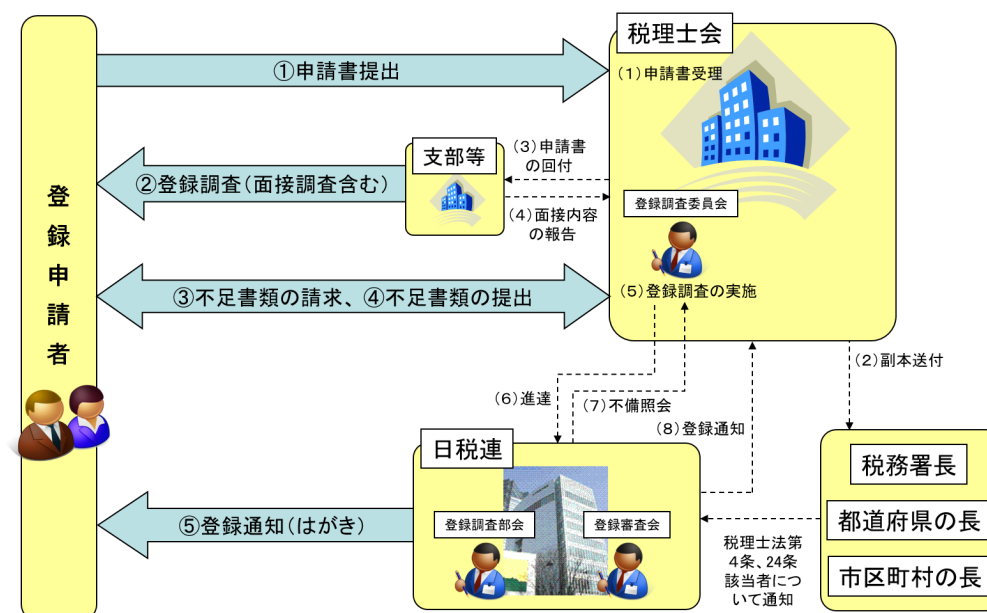 税理士会
①申請書提出
(1)申請書受理
支部等
(3)申請書
の回付
②登録調査(面接調査含む)
登録調査委員会
(4)面接内容
の報告
登録申請者
③不足書類の請求、④不足書類の提出
(5)登録調査の実施
(2)副本送付
(6)進達
(7)不備照会
(8)登録通知
日税連
税務署長
⑤登録通知(はがき)
登録調査部会
登録審査会
都道府県の長
税理士法第
4条、24条
該当者につ
いて通知
市区町村の長